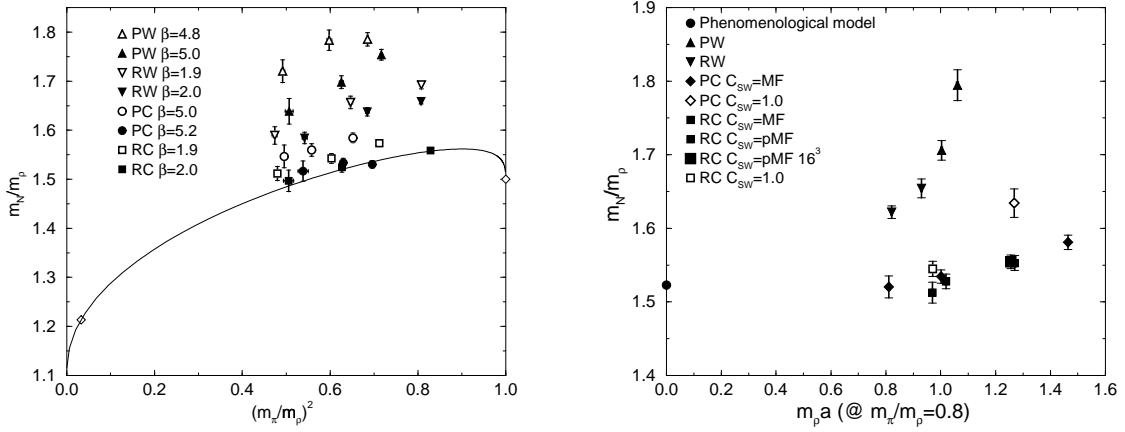 PW β=4.8
PW β=5.0
RW β=1.9
RW β=2.0
PC β=5.0
PC β=5.2
RC β=1.9
RC β=2.0
1.8
1.7
1.6
1.5
1.4
1.3
1.2
1.1
m_N/m_ρ
0.0 0.2 0.4 0.6 0.8 1.0
(m_π/m_ρ)²
Phenomenological model
PW
RW
PC C_SW=MF
PC C_SW=1.0
RC C_SW=MF
RC C_SW=pMF
RC C_SW=pMF 16³
RC C_SW=1.0
1.9
1.8
1.7
1.6
1.5
1.4
m_N/m_ρ
0.0 0.2 0.4 0.6 0.8 1.0 1.2 1.4 1.6
m_ρa (@ m_π/m_ρ=0.8)